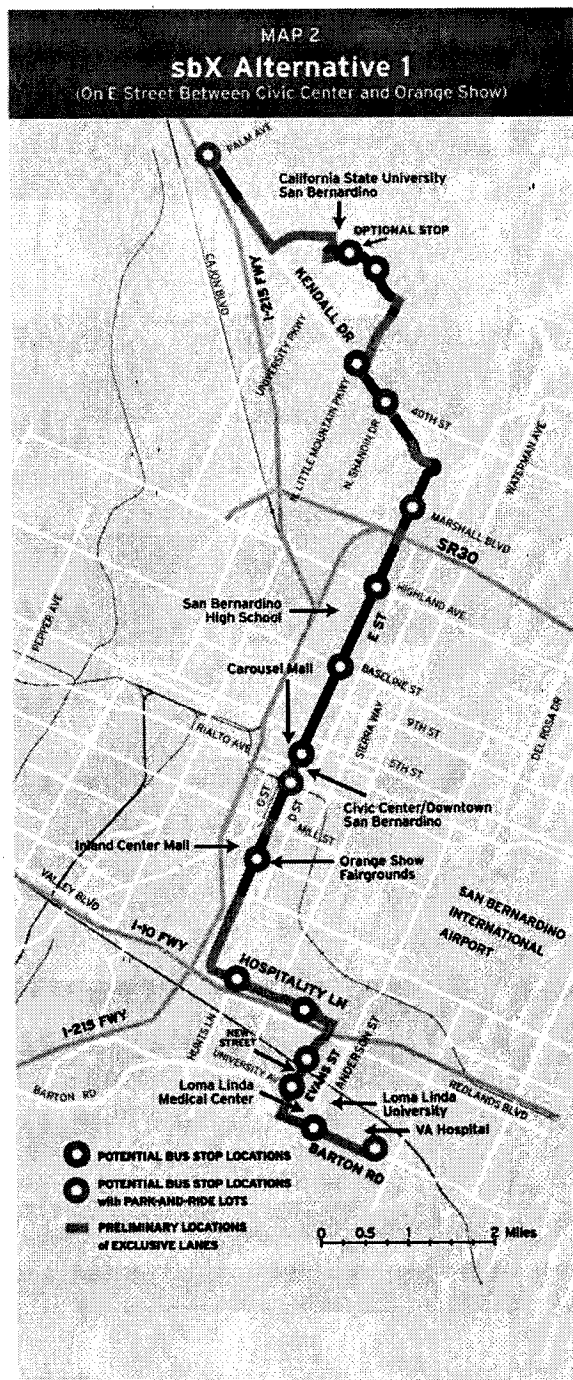 MAP 2
sbX Alternative 1
(On E Street Between Civic Center and Orange Show)
PALM AVE
California State University
San Bernardino
OPTIONAL STOP
CAJON BLVD
I-215 FWY
KENDALL DR
UNIVERSITY PKWY
N. LITTLE MOUNTAIN PKWY
N. SHANDIN DR
40TH ST
WATERMAN AVE
MARSHALL BLVD
SR30
HIGHLAND AVE
San Bernardino
High School
E ST
PEPPER AVE
BASELINE ST
Carousel Mall
SIERRA WAY
9TH ST
DEL ROSA DR
RIALTO AVE
5TH ST
G ST
D ST
Civic Center/Downtown
San Bernardino
MILL ST
Inland Center Mall
Orange Show
Fairgrounds
VALLEY BLVD
SAN BERNARDINO
INTERNATIONAL
AIRPORT
I-10 FWY
HOSPITALITY LN
I-215 FWY
HUNTS LN
NEW
STREET
ANDERSON ST
UNIVERSITY A
EVANS ST
REDLANDS BLVD
BARTON RD
Loma Linda
Medical Center
Loma Linda
University
VA Hospital
BARTON RD
POTENTIAL BUS STOP LOCATIONS
POTENTIAL BUS STOP LOCATIONS
with PARK-AND-RIDE LOTS
PRELIMINARY LOCATIONS
of EXCLUSIVE LANES
0 0.5 1 2 Miles